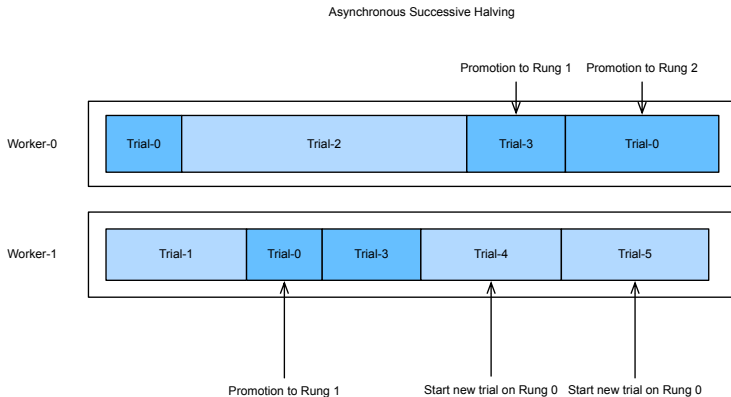 Asynchronous Successive Halving
Promotion to Rung 1 Promotion to Rung 2
Worker-0 Trial-0 Trial-2 Trial-3 Trial-0
Worker-1 Trial-1 Trial-0 Trial-3 Trial-4 Trial-5
Promotion to Rung 1 Start new trial on Rung 0 Start new trial on Rung 0